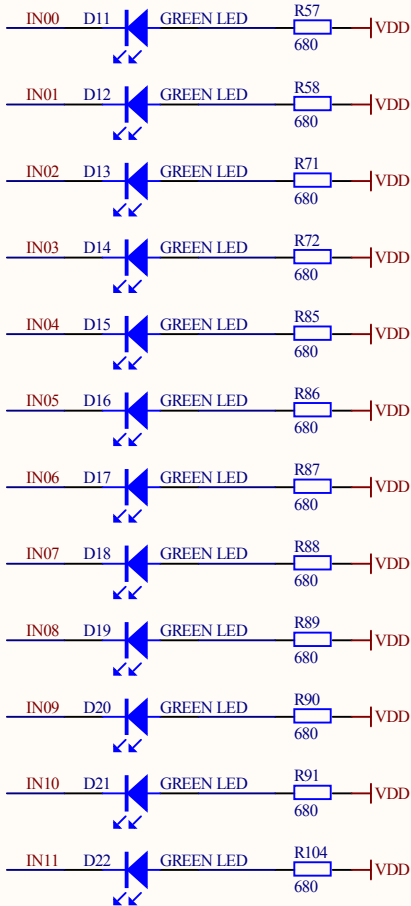 IN00 D11 GREEN LED R57 680 VDD
IN01 D12 GREEN LED R58 680 VDD
IN02 D13 GREEN LED R71 680 VDD
IN03 D14 GREEN LED R72 680 VDD
IN04 D15 GREEN LED R85 680 VDD
IN05 D16 GREEN LED R86 680 VDD
IN06 D17 GREEN LED R87 680 VDD
IN07 D18 GREEN LED R88 680 VDD
IN08 D19 GREEN LED R89 680 VDD
IN09 D20 GREEN LED R90 680 VDD
IN10 D21 GREEN LED R91 680 VDD
IN11 D22 GREEN LED R104 680 VDD